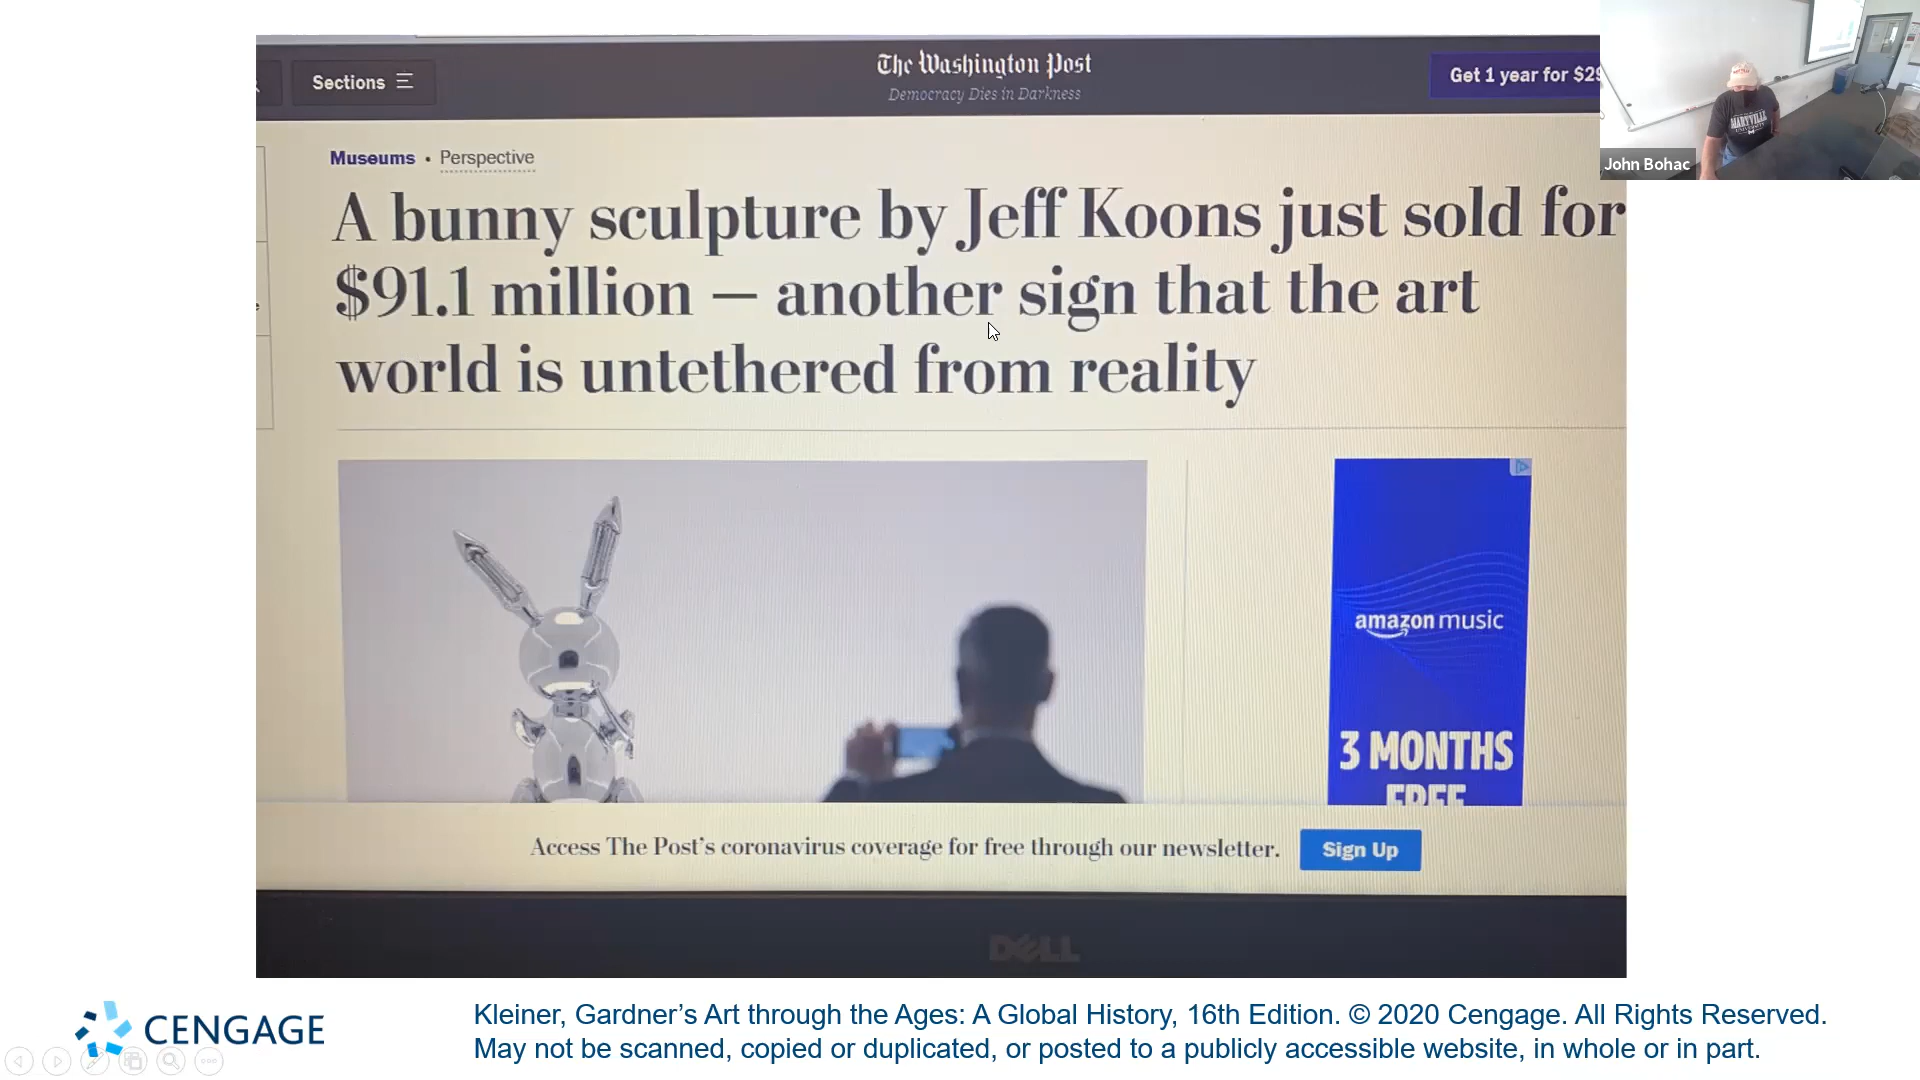 Sections
The Washington Post
Democracy Dies in Darkness
Get 1 year for $29
John Bohac
MARYVILLE
UNIVERSITY
Museums • Perspective
A bunny sculpture by Jeff Koons just sold for
$91.1 million — another sign that the art
world is untethered from reality
amazon music
3 MONTHS
FREE
Access The Post's coronavirus coverage for free through our newsletter.
Sign Up
DELL
CENGAGE
Kleiner, Gardner’s Art through the Ages: A Global History, 16th Edition. © 2020 Cengage. All Rights Reserved.
May not be scanned, copied or duplicated, or posted to a publicly accessible website, in whole or in part.